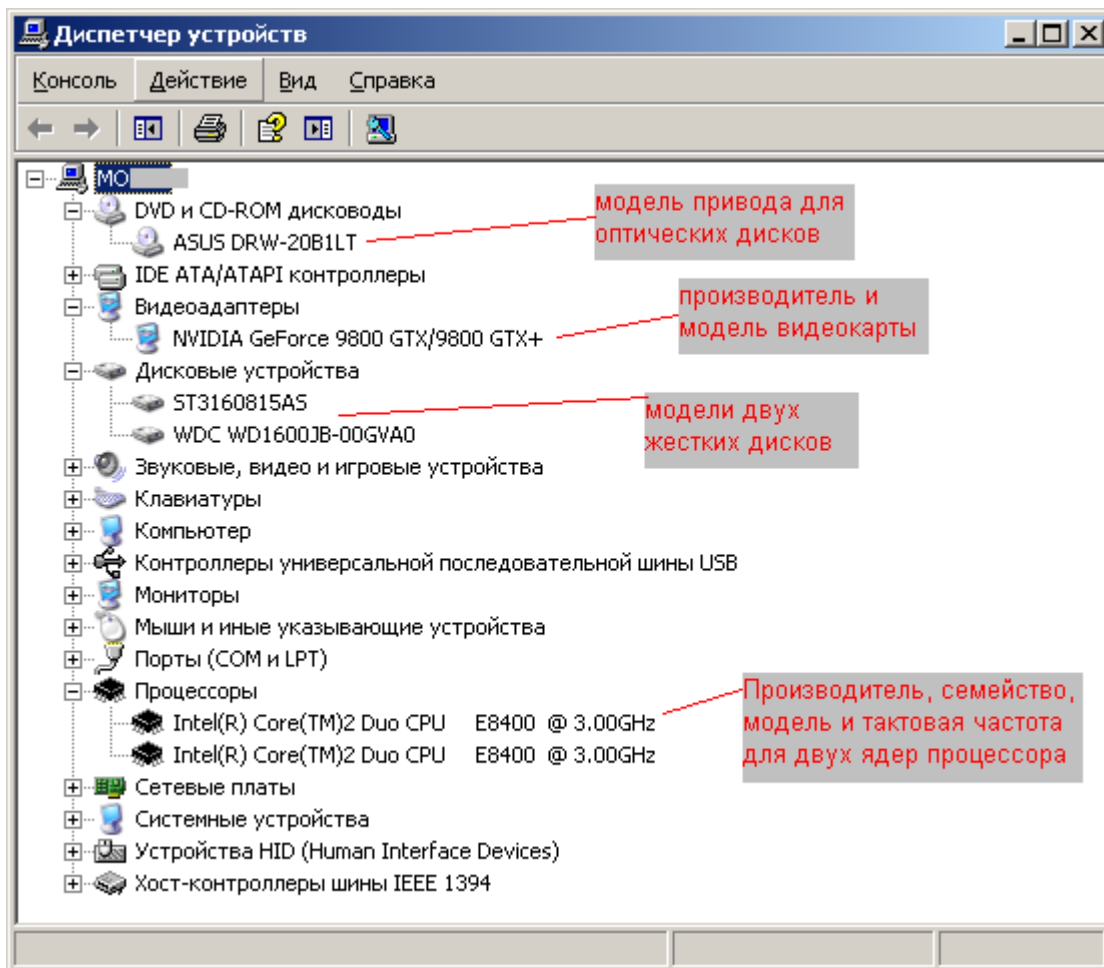 Диспетчер устройств
Консоль Действие Вид Справка
МО
DVD и CD-ROM дисководы
ASUS DRW-20B1LT
модель привода для
оптических дисков
IDE ATA/ATAPI контроллеры
Видеоадаптеры
NVIDIA GeForce 9800 GTX/9800 GTX+
производитель и
модель видеокарты
Дисковые устройства
ST3160815AS
WDC WD1600JB-00GVA0
модели двух
жестких дисков
Звуковые, видео и игровые устройства
Клавиатуры
Компьютер
Контроллеры универсальной последовательной шины USB
Мониторы
Мыши и иные указывающие устройства
Порты (COM и LPT)
Процессоры
Intel(R) Core(TM)2 Duo CPU E8400 @ 3.00GHz
Intel(R) Core(TM)2 Duo CPU E8400 @ 3.00GHz
Производитель, семейство,
модель и тактовая частота
для двух ядер процессора
Сетевые платы
Системные устройства
Устройства HID (Human Interface Devices)
Хост-контроллеры шины IEEE 1394